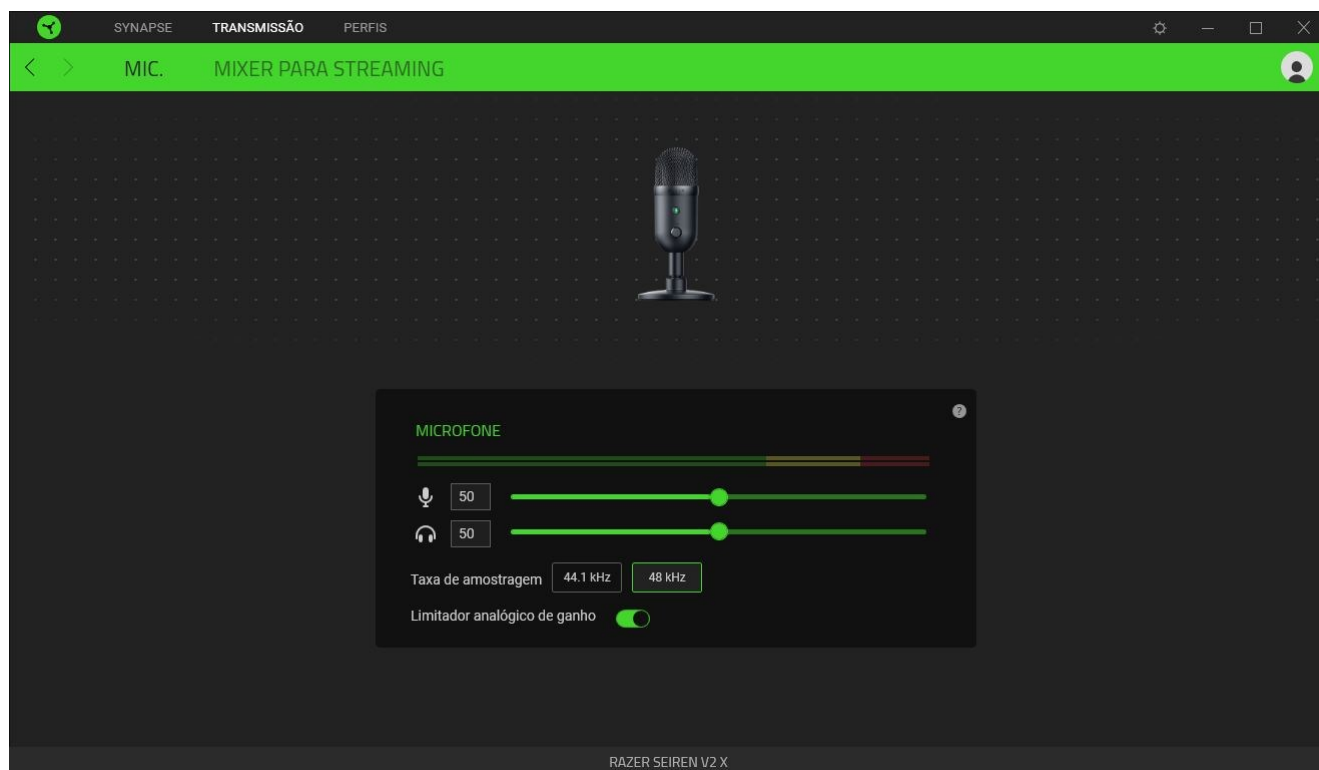 SYNAPSE TRANSMISSÃO PERFIS
MIC. MIXER PARA STREAMING
?
MICROFONE
50
50
Taxa de amostragem 44.1 kHz 48 kHz
Limitador analógico de ganho
RAZER SEIREN V2 X